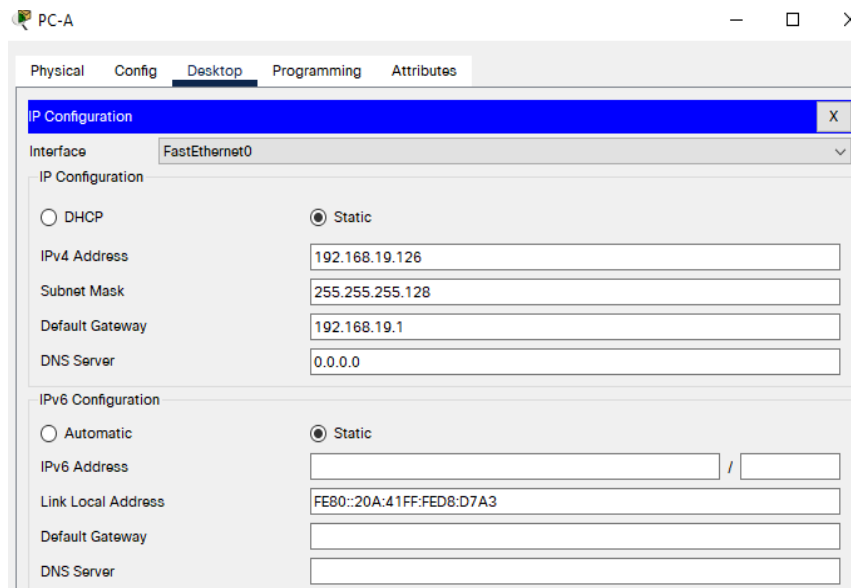 PC-A
Physical Config Desktop Programming Attributes
IP Configuration X
Interface FastEthernet0
IP Configuration
DHCP Static
IPv4 Address 192.168.19.126
Subnet Mask 255.255.255.128
Default Gateway 192.168.19.1
DNS Server 0.0.0.0
IPv6 Configuration
Automatic Static
IPv6 Address /
Link Local Address FE80::20A:41FF:FED8:D7A3
Default Gateway
DNS Server